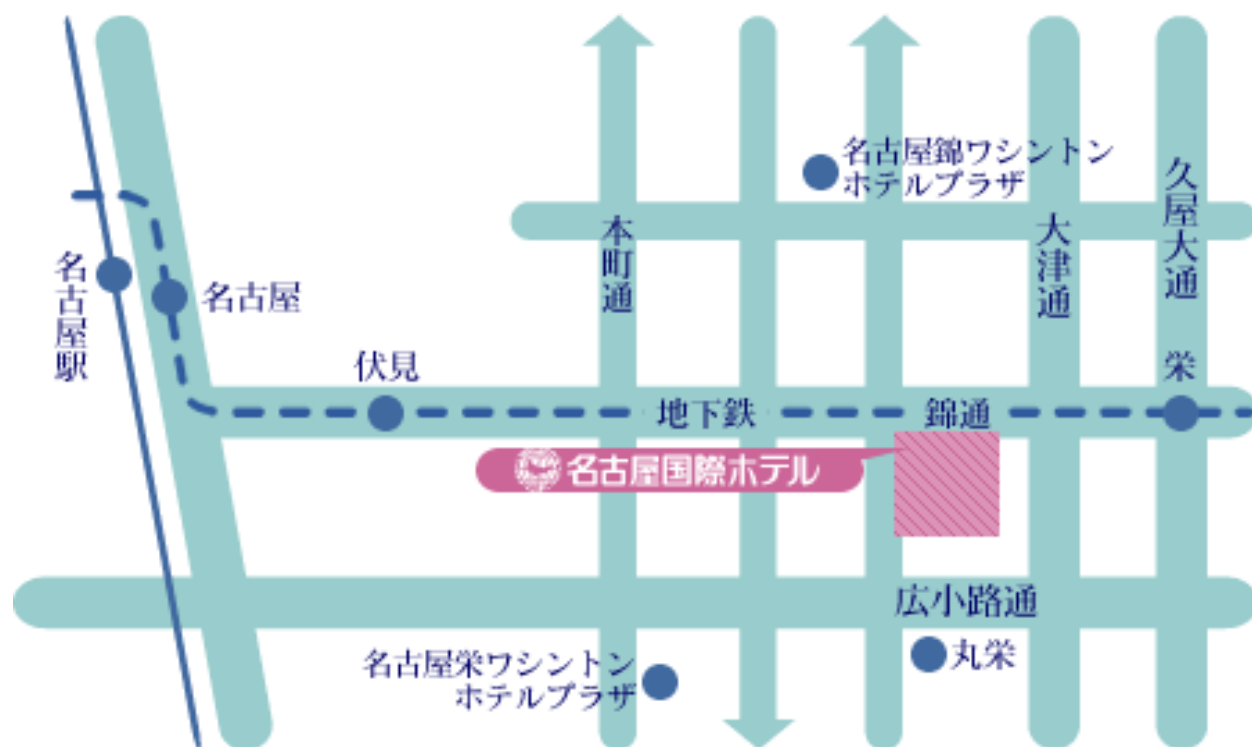 名古屋錦ワシントン
ホテルプラザ
久屋大通
本町通
大津通
名古屋駅
名古屋
伏見
栄
地下鉄
錦通
名古屋国際ホテル
広小路通
名古屋栄ワシントン
ホテルプラザ
丸栄